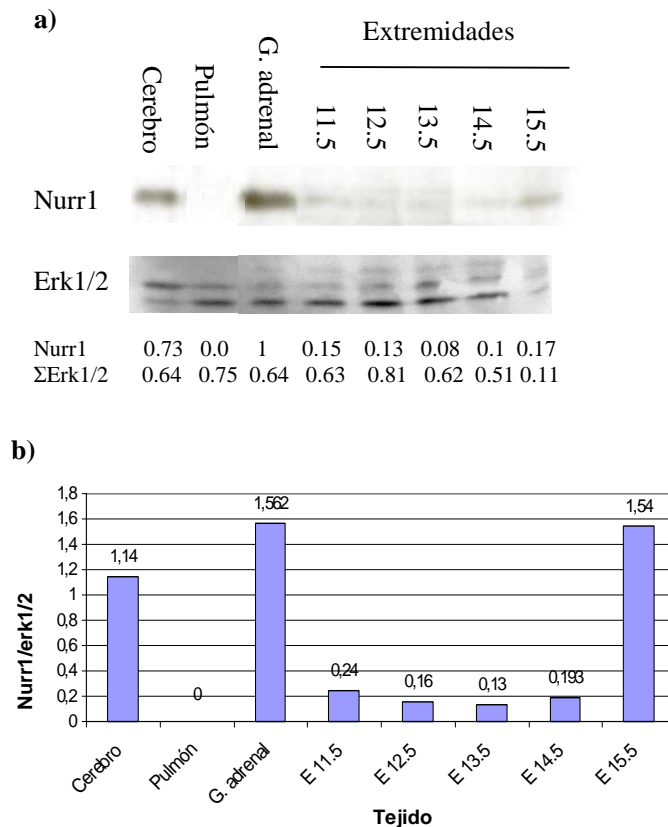 a)
Extremidades
Cerebro
Pulmón
G. adrenal
11.5
12.5
13.5
14.5
15.5
Nurr1
Erk1/2
Nurr1 0.73 0.0 1 0.15 0.13 0.08 0.1 0.17
ΣErk1/2 0.64 0.75 0.64 0.63 0.81 0.62 0.51 0.11
b)
Nurr1/erk1/2
1,8
1,6
1,4
1,2
1
0,8
0,6
0,4
0,2
0
1,14
0
1,562
0,24
0,16
0,13
0,193
1,54
Cerebro
Pulmón
G. adrenal
E 11.5
E 12.5
E 13.5
E 14.5
E 15.5
Tejido